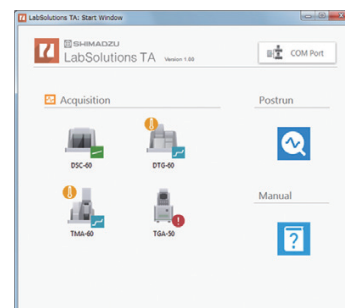 LabSolutions TA: Start Window
SHIMADZU
LabSolutions TA Version 1.00
COM Port
Acquisition
Postrun
DSC-60
DTG-60
Manual
TMA-60
TGA-50